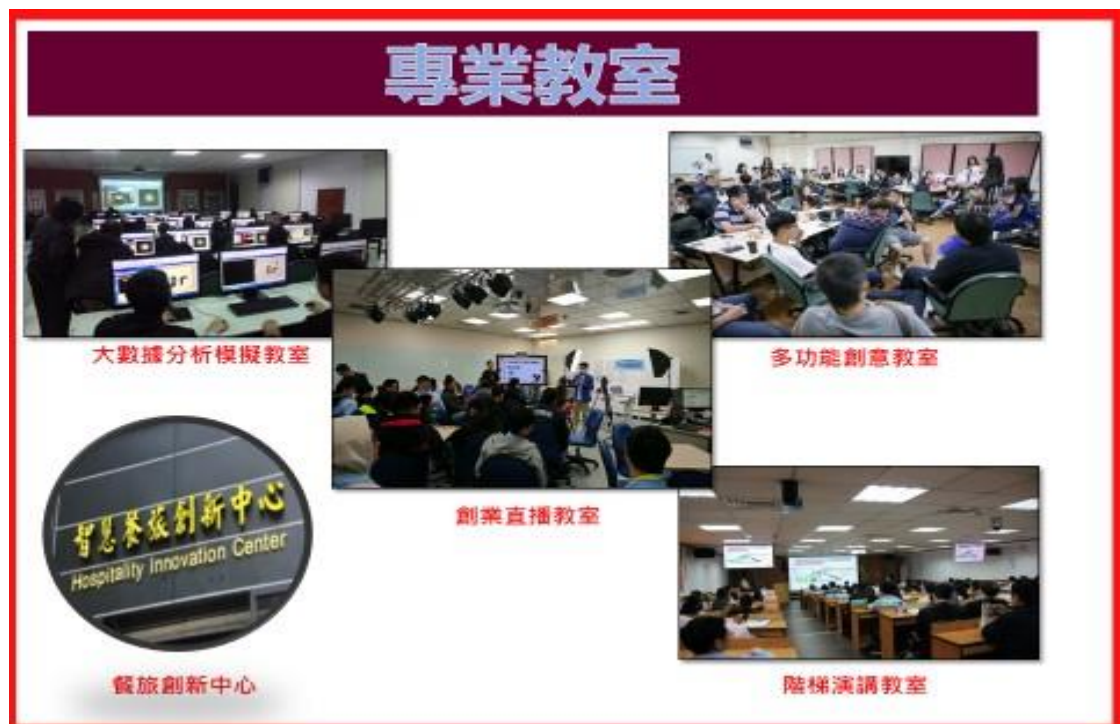 專業教室
大數據分析模擬教室
多功能創意教室
創業直播教室
智慧餐旅創新中心
Hospitality Innovation Center
餐旅創新中心
階梯演講教室